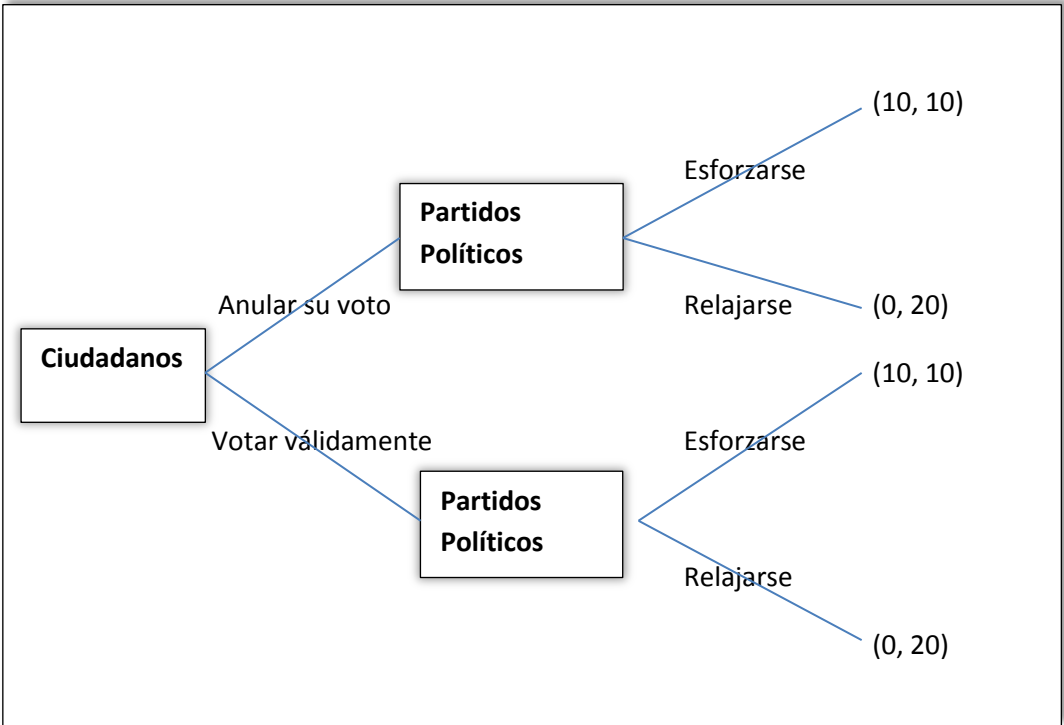 (10, 10)
Esforzarse
Partidos
Políticos
Anular su voto
Relajarse
(0, 20)
Ciudadanos
(10, 10)
Votar válidamente
Esforzarse
Partidos
Políticos
Relajarse
(0, 20)